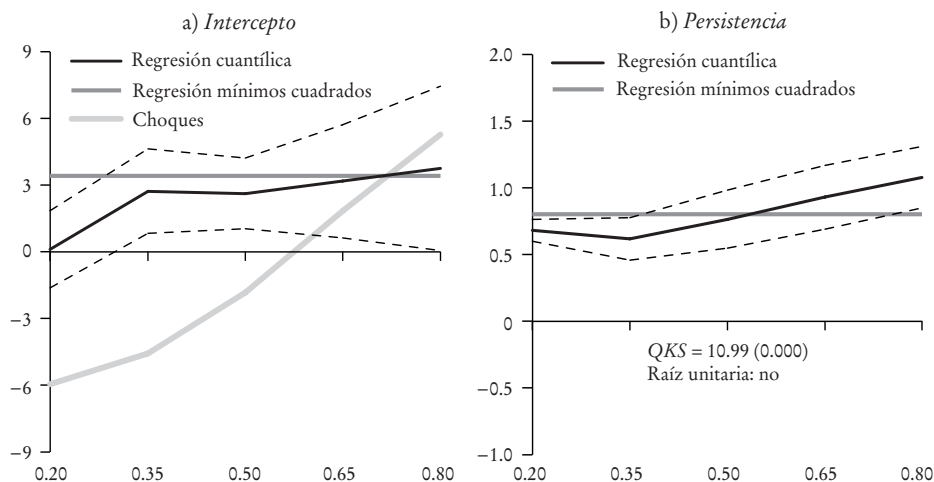 a) Intercepto
9
6
3
0
−3
−6
−9
Regresión cuantílica
Regresión mínimos cuadrados
Choques
0.20 0.35 0.50 0.65 0.80
b) Persistencia
2.0
1.5
1.0
0.5
0
−0.5
−1.0
Regresión cuantílica
Regresión mínimos cuadrados
QKS = 10.99 (0.000)
Raíz unitaria: no
0.20 0.35 0.50 0.65 0.80